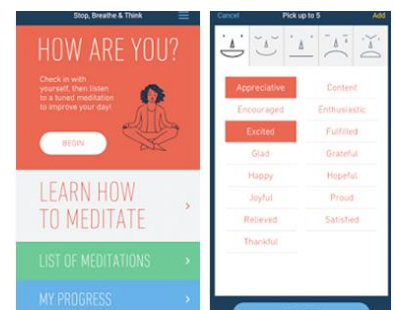 Stop, Breathe & Think
HOW ARE YOU?
Check in with
yourself, then listen
to a tuned meditation
to improve your day!
BEGIN
LEARN HOW
TO MEDITATE
LIST OF MEDITATIONS
MY PROGRESS
Cancel Pick up to 5 Add
Appreciative Content
Encouraged Enthusiastic
Excited Fulfilled
Glad Grateful
Happy Hopeful
Joyful Proud
Relieved Satisfied
Thankful